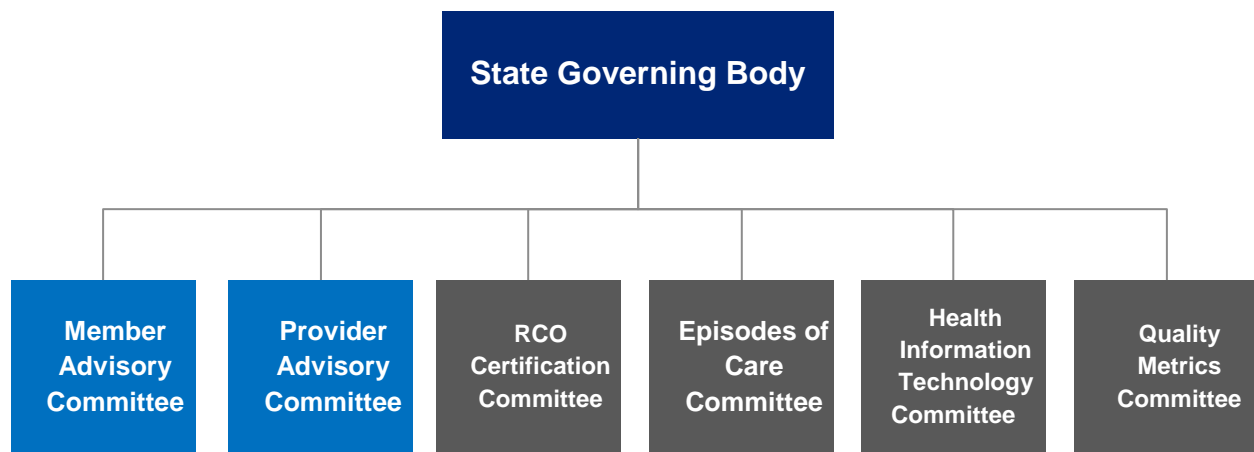 State Governing Body
Member
Advisory
Committee
Provider
Advisory
Committee
RCO
Certification
Committee
Episodes of
Care
Committee
Health
Information
Technology
Committee
Quality
Metrics
Committee